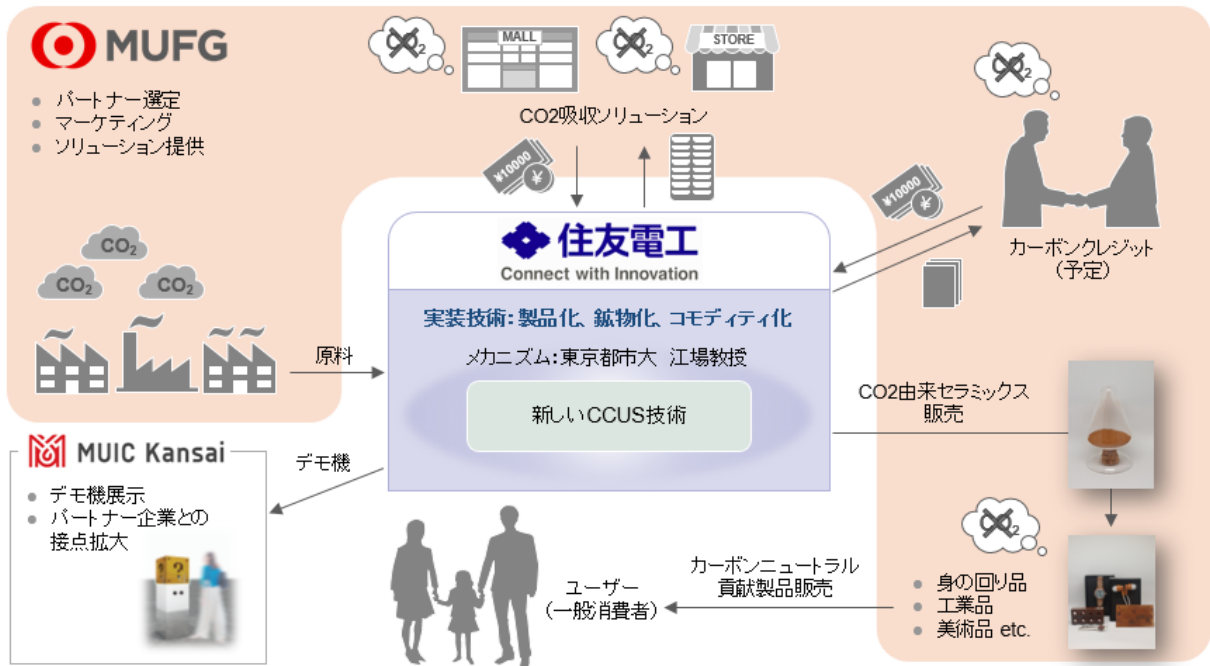 MUFG
パートナー選定
マーケティング
ソリューション提供
CO2
MALL
CO2
STORE
CO2吸収ソリューション
¥10000
¥
CO2
¥10000
¥
カーボンクレジット
（予定）
CO2
CO2
CO2
原料
住友電工
Connect with Innovation
実装技術：製品化、鉱物化、コモディティ化
メカニズム：東京都市大 江場教授
新しいCCUS技術
CO2由来セラミックス
販売
MUIC Kansai
デモ機展示
パートナー企業との
接点拡大
?
デモ機
ユーザー
（一般消費者）
カーボンニュートラル
貢献製品販売
CO2
身の回り品
工業品
美術品 etc.